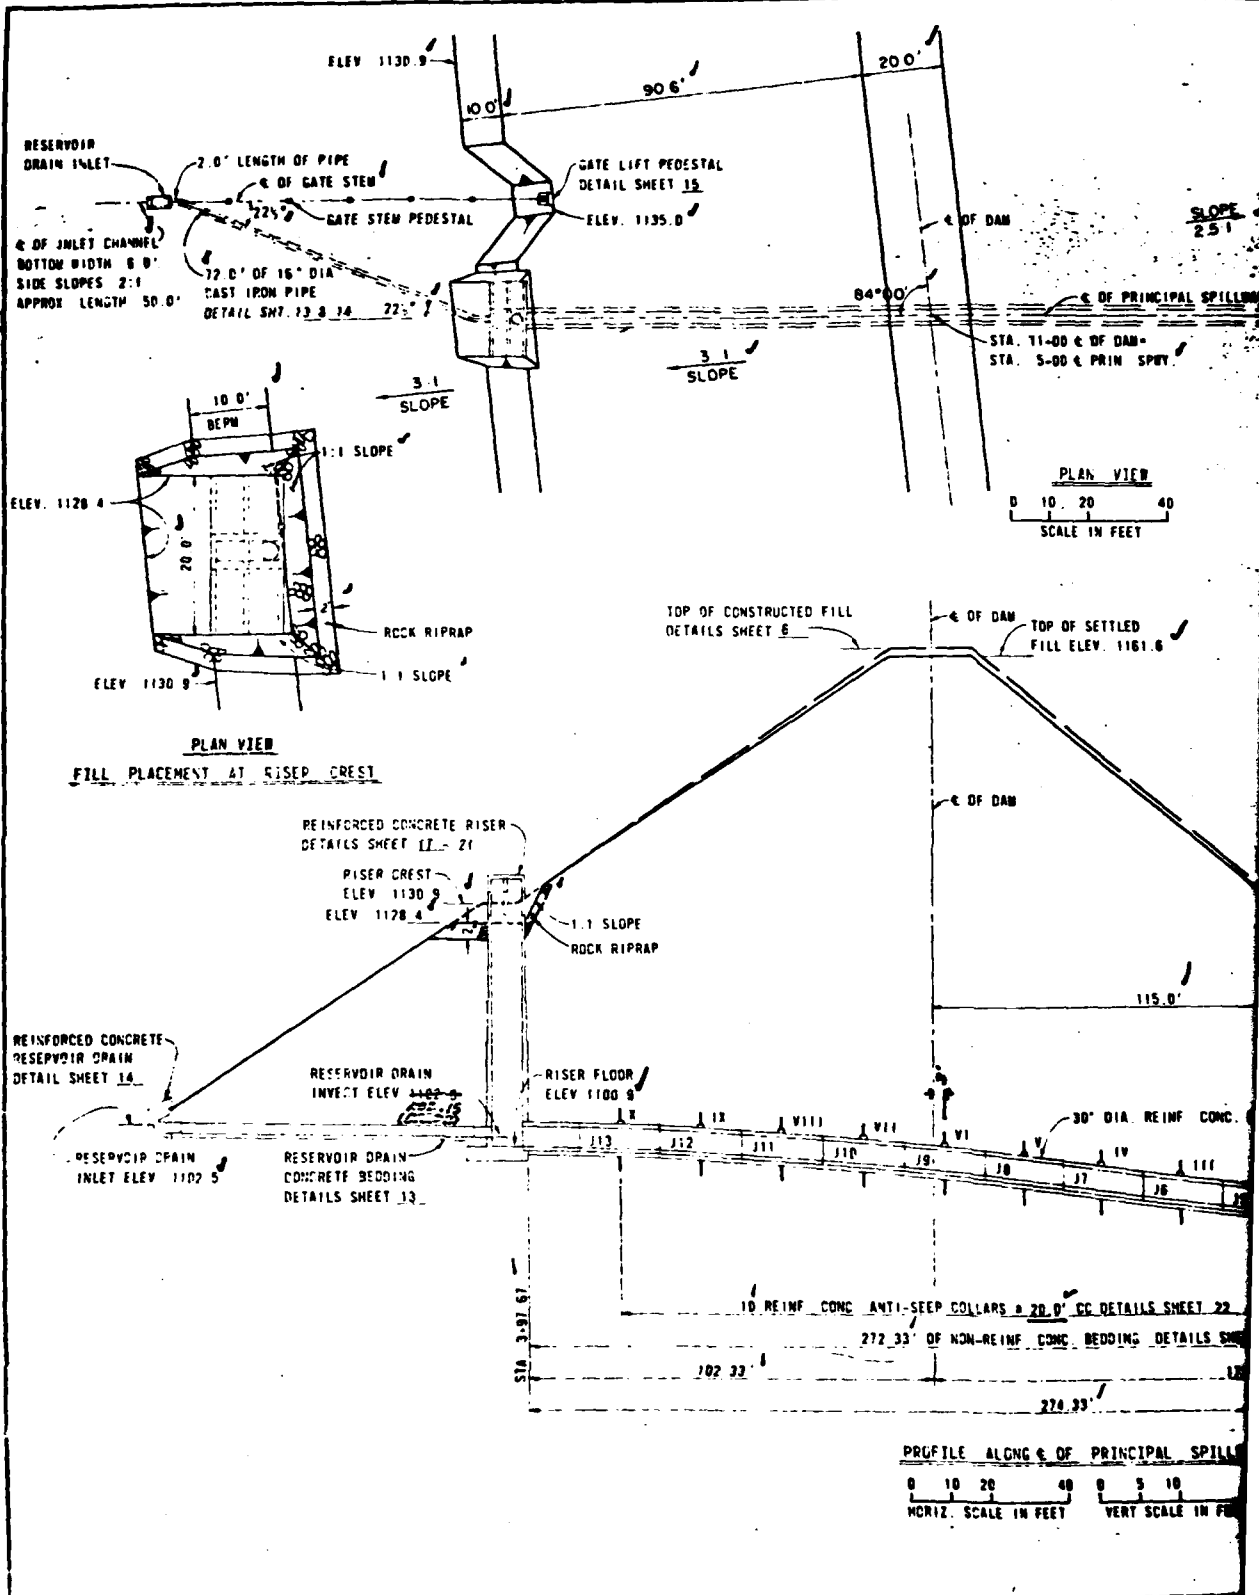 ELEV 1130.9
10.0'
90.6'
20.0'
RESERVOIR
DRAIN INLET
2.0' LENGTH OF PIPE
℄ OF GATE STEM
22½°
GATE STEM PEDESTAL
GATE LIFT PEDESTAL
DETAIL SHEET 15
ELEV. 1135.0
℄ OF DAM
SLOPE
2.5:1
℄ OF INLET CHANNEL
BOTTOM WIDTH 6.0'
SIDE SLOPES 2:1
APPROX LENGTH 50.0'
72.0' OF 16" DIA
CAST IRON PIPE
DETAIL SHT. 13 & 14
22½°
84°00'
℄ OF PRINCIPAL
STA. 11+00 ℄ OF DAM=
STA. 5+00 ℄ PRIN SPWY.
3:1
SLOPE
3:1
SLOPE
10.0'
BERM
1:1 SLOPE
ELEV. 1128.4
20.0'
2'
ROCK RIPRAP
1:1 SLOPE
ELEV 1130.9
PLAN VIEW
FILL PLACEMENT AT RISER CREST
PLAN VIEW
0 10 20 40
SCALE IN FEET
TOP OF CONSTRUCTED FILL
DETAILS SHEET 6
℄ OF DAM
TOP OF SETTLED
FILL ELEV. 1161.6
℄ OF DAM
REINFORCED CONCRETE RISER
DETAILS SHEET 17 - 21
RISER CREST
ELEV 1130.9
ELEV 1128.4
2'
1:1 SLOPE
ROCK RIPRAP
115.0'
REINFORCED CONCRETE
RESERVOIR DRAIN
DETAIL SHEET 14
RESERVOIR DRAIN
INVERT ELEV 1102.5
RISER FLOOR
ELEV 1100.9
30" DIA. REINF CONC.
X IX VIII VII VI V IV III
J13 J12 J11 J10 J9 J8 J7 J6
RESERVOIR DRAIN
INLET ELEV 1102.5
RESERVOIR DRAIN
CONCRETE BEDDING
DETAILS SHEET 13
STA 3+97.67
10 REINF CONC ANTI-SEEP COLLARS @ 20.0' CC DETAILS SHEET 22
272.33' OF NON-REINF CONC. BEDDING DETAILS
102.33'
274.33'
PROFILE ALONG ℄ OF PRINCIPAL
0 10 20 40
HORIZ. SCALE IN FEET
0 5 10
VERT SCALE IN